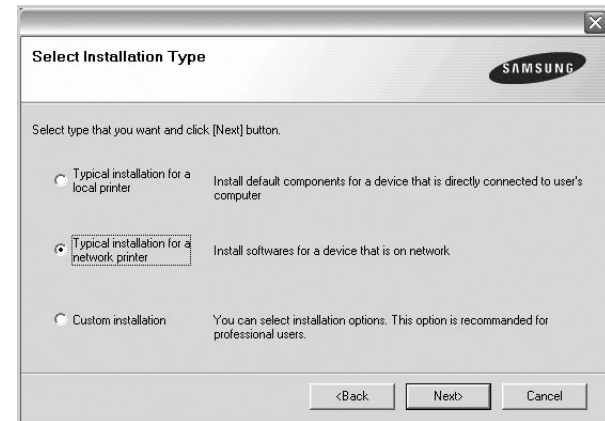 Select Installation Type
SAMSUNG
Select type that you want and click [Next] button.
Typical installation for a
local printer
Install default components for a device that is directly connected to user's
computer
Typical installation for a
network printer
Install softwares for a device that is on network
Custom installation
You can select installation options. This option is recommanded for
professional users.
<Back
Next>
Cancel